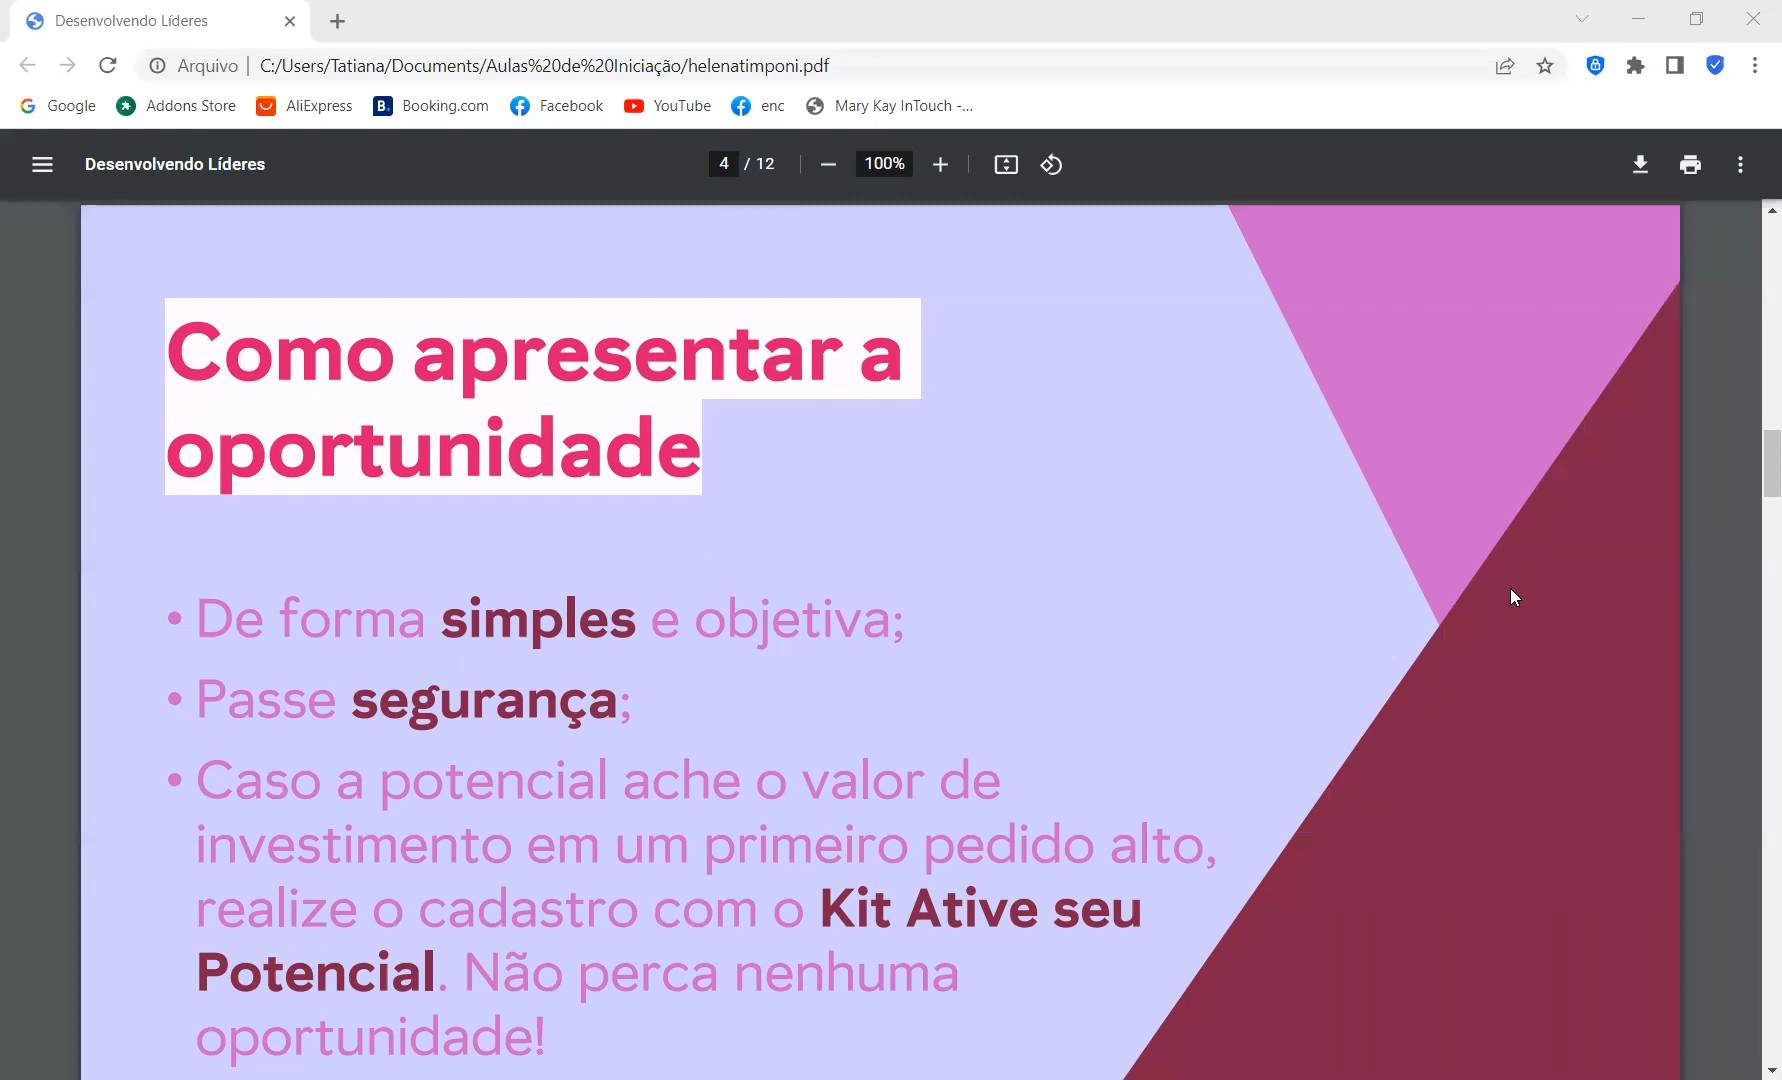 Desenvolvendo Líderes
Arquivo | C:/Users/Tatiana/Documents/Aulas%20de%20Iniciação/helenatimponi.pdf
Google Addons Store AliExpress B. Booking.com Facebook YouTube enc Mary Kay InTouch -...
Desenvolvendo Líderes 4 / 12 100%
Como apresentar a
oportunidade
• De forma simples e objetiva;
• Passe segurança;
• Caso a potencial ache o valor de
investimento em um primeiro pedido alto,
realize o cadastro com o Kit Ative seu
Potencial. Não perca nenhuma
oportunidade!